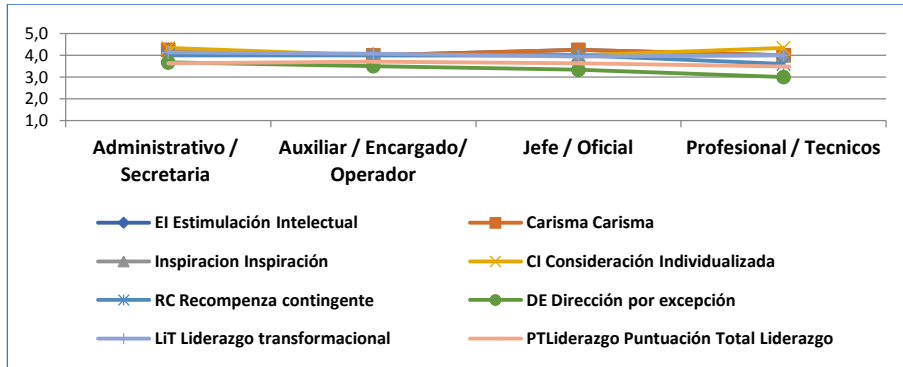 5,0
4,0
3,0
2,0
1,0
Administrativo /
Secretaria
Auxiliar / Encargado/
Operador
Jefe / Oficial
Profesional / Tecnicos
EI Estimulación Intelectual
Carisma Carisma
Inspiracion Inspiración
CI Consideración Individualizada
RC Recompenza contingente
DE Dirección por excepción
LiT Liderazgo transformacional
PTLiderazgo Puntuación Total Liderazgo